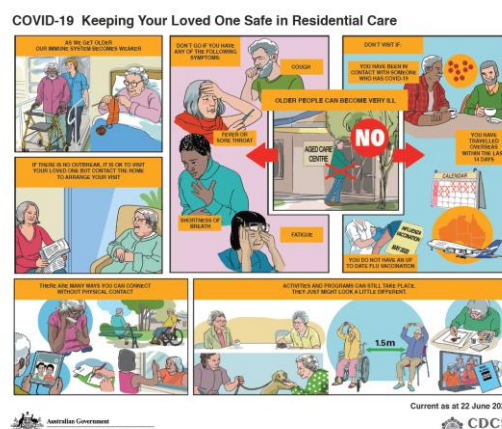 COVID-19 Keeping Your Loved One Safe in Residential Care
AS WE GET OLDER
OUR IMMUNE SYSTEM BECOMES WEAKER
DON'T GO IF YOU HAVE
ANY OF THE FOLLOWING
SYMPTOMS:
COUGH
FEVER OR
SORE THROAT
SHORTNESS OF
BREATH
FATIGUE
OLDER PEOPLE CAN BECOME VERY ILL
AGED CARE
CENTRE
NO
DON'T VISIT IF:
YOU HAVE BEEN IN
CONTACT WITH SOMEONE
WHO HAS COVID-19
YOU HAVE
TRAVELLED
OVERSEAS
WITHIN THE LAST
14 DAYS
CALENDAR
INFLUENZA
VACCINATION
MAY 2020
YOU DO NOT HAVE AN UP
TO DATE FLU VACCINATION
IF THERE IS NO OUTBREAK, IT IS OK TO VISIT
YOUR LOVED ONE BUT CONTACT THE HOME
TO ARRANGE YOUR VISIT
THERE ARE MANY WAYS YOU CAN CONNECT
WITHOUT PHYSICAL CONTACT
ACTIVITIES AND PROGRAMS CAN STILL TAKE PLACE.
THEY JUST MIGHT LOOK A LITTLE DIFFERENT.
1.5m
Current as at 22 June
Australian Government